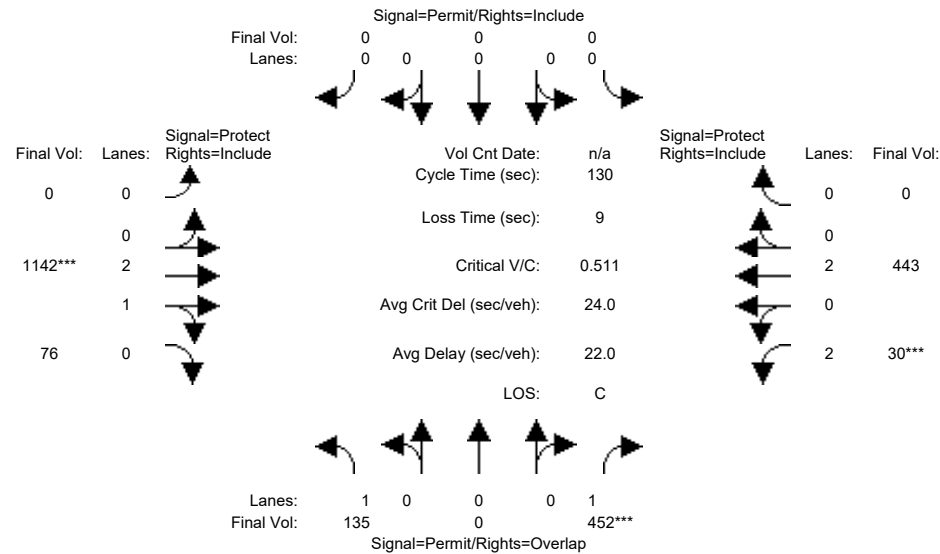 Signal=Permit/Rights=Include
Final Vol: 0 0 0
Lanes: 0 0 0 0 0
Signal=Protect Signal=Protect
Final Vol: Lanes: Rights=Include Vol Cnt Date: n/a Rights=Include Lanes: Final Vol:
Cycle Time (sec): 130
0 0 0 0
Loss Time (sec): 9
0 0
1142*** 2 Critical V/C: 0.511 2 443
1 Avg Crit Del (sec/veh): 24.0 0
76 0 Avg Delay (sec/veh): 22.0 2 30***
LOS: C
Lanes: 1 0 0 0 1
Final Vol: 135 0 452***
Signal=Permit/Rights=Overlap